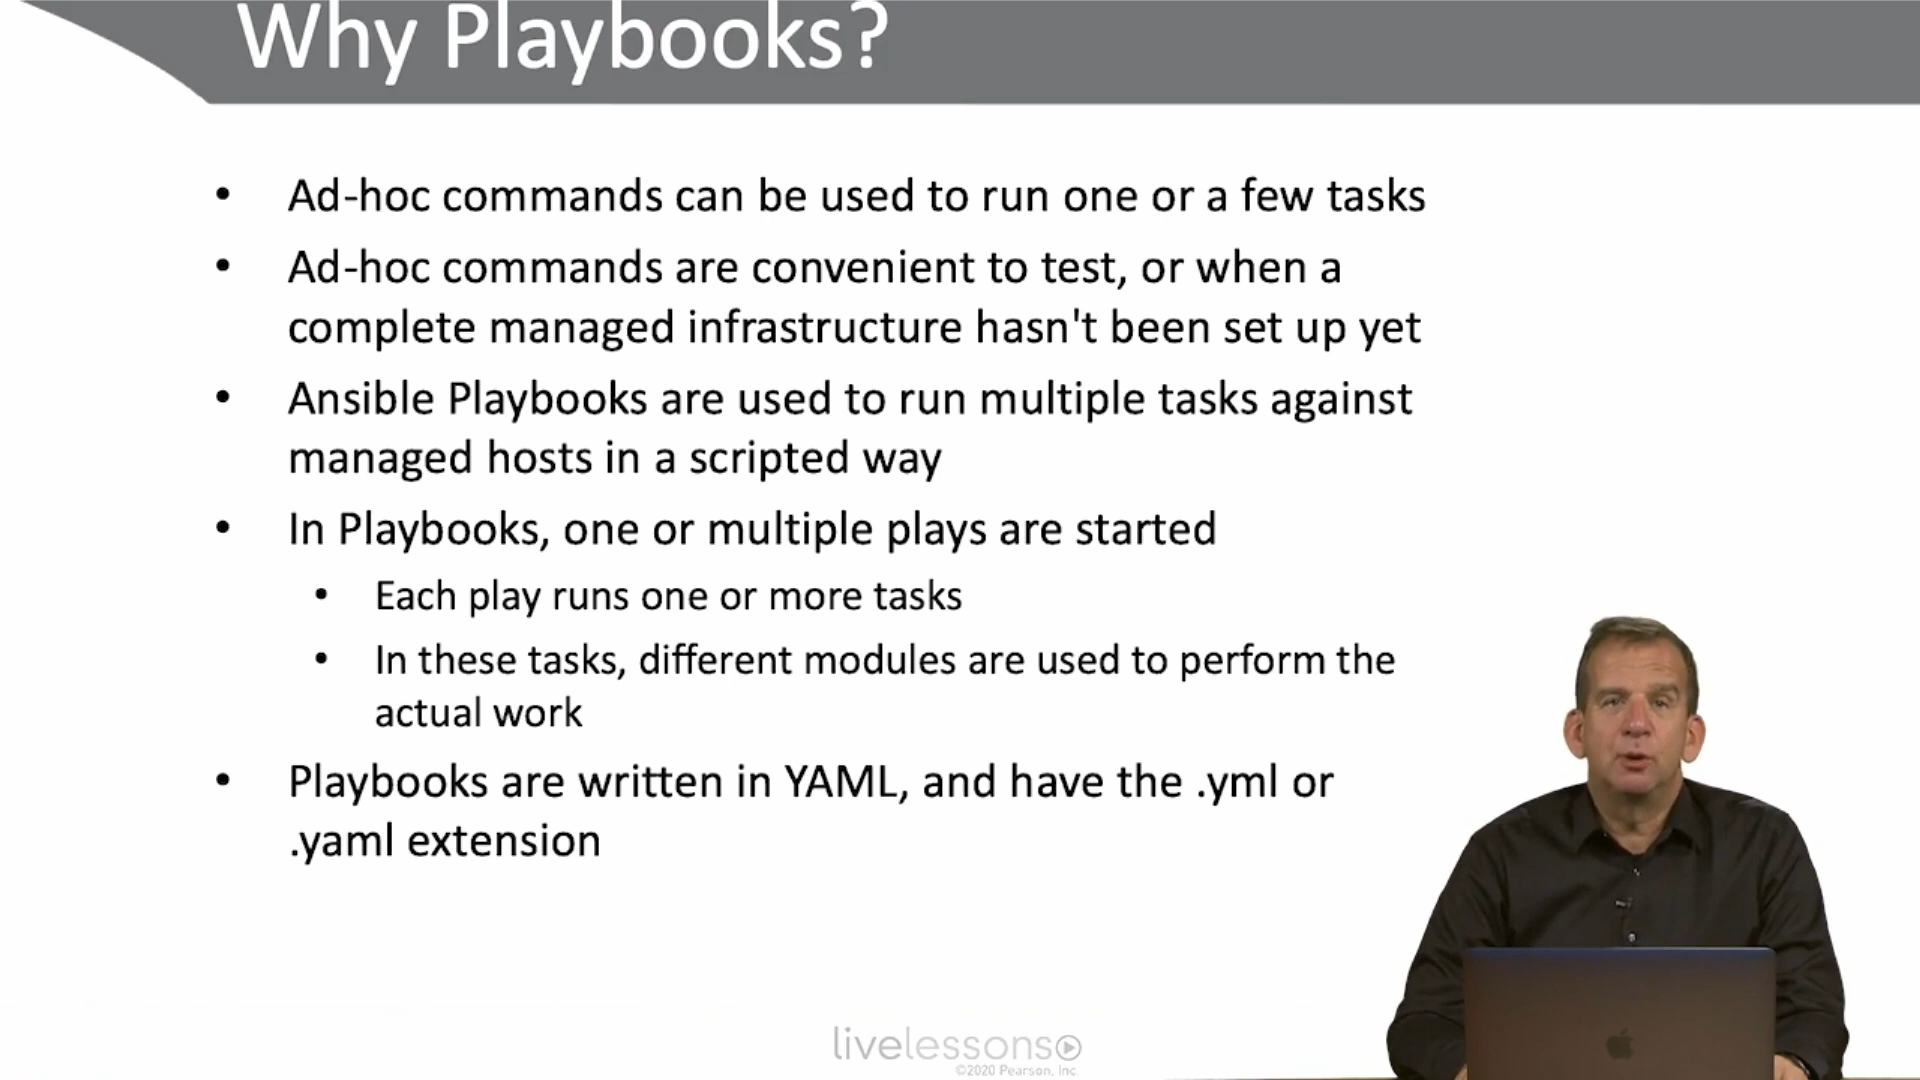 Why Playbooks?
• Ad-hoc commands can be used to run one or a few tasks
• Ad-hoc commands are convenient to test, or when a
complete managed infrastructure hasn't been set up yet
• Ansible Playbooks are used to run multiple tasks against
managed hosts in a scripted way
• In Playbooks, one or multiple plays are started
• Each play runs one or more tasks
• In these tasks, different modules are used to perform the
actual work
• Playbooks are written in YAML, and have the .yml or
.yaml extension
livelessons
©2020 Pearson, Inc.